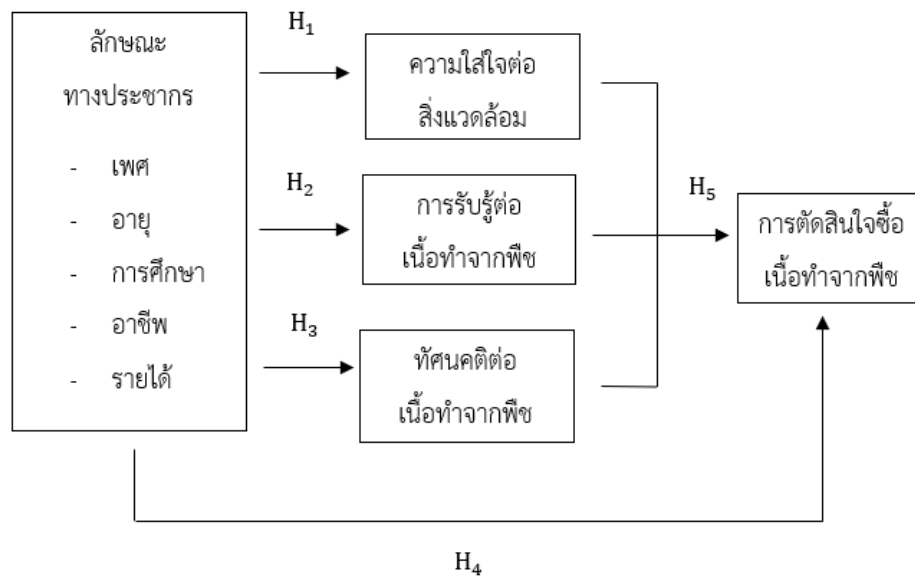 ลักษณะ
ทางประชากร
- เพศ
- อายุ
- การศึกษา
- อาชีพ
- รายได้
H₁
ความใส่ใจต่อ
สิ่งแวดล้อม
H₂
การรับรู้ต่อ
เนื้อทำจากพืช
H₃
ทัศนคติต่อ
เนื้อทำจากพืช
H₅
การตัดสินใจซื้อ
เนื้อทำจากพืช
H₄